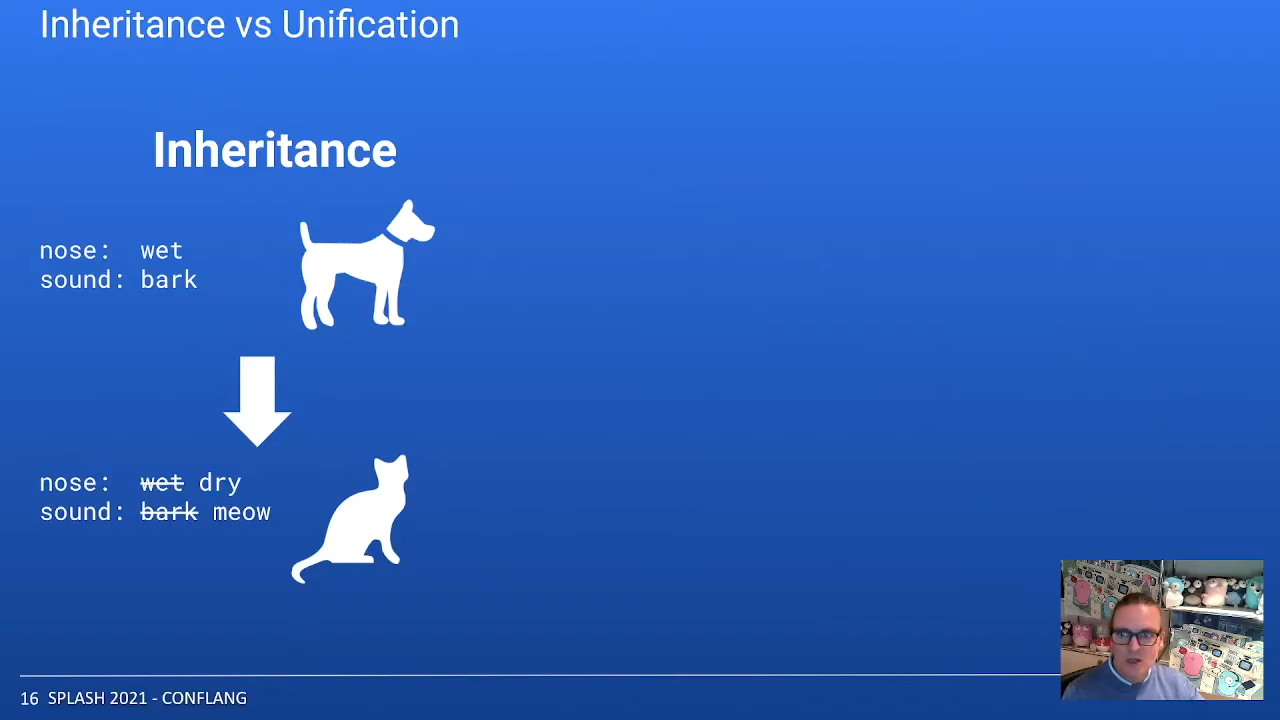 Inheritance vs Unification
Inheritance
nose: wet
sound: bark
nose: wet dry
sound: bark meow
16 SPLASH 2021 - CONFLANG